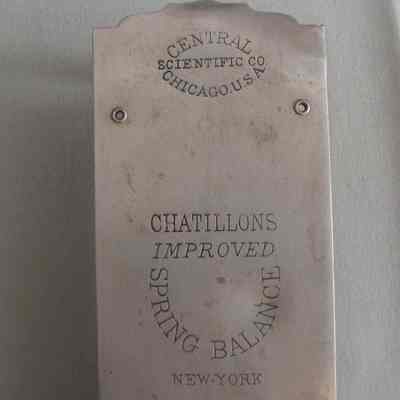 CENTRAL
SCIENTIFIC CO
CHICAGO.U.S.A.
CHATILLONS
IMPROVED
SPRING BALANCE
NEW-YORK